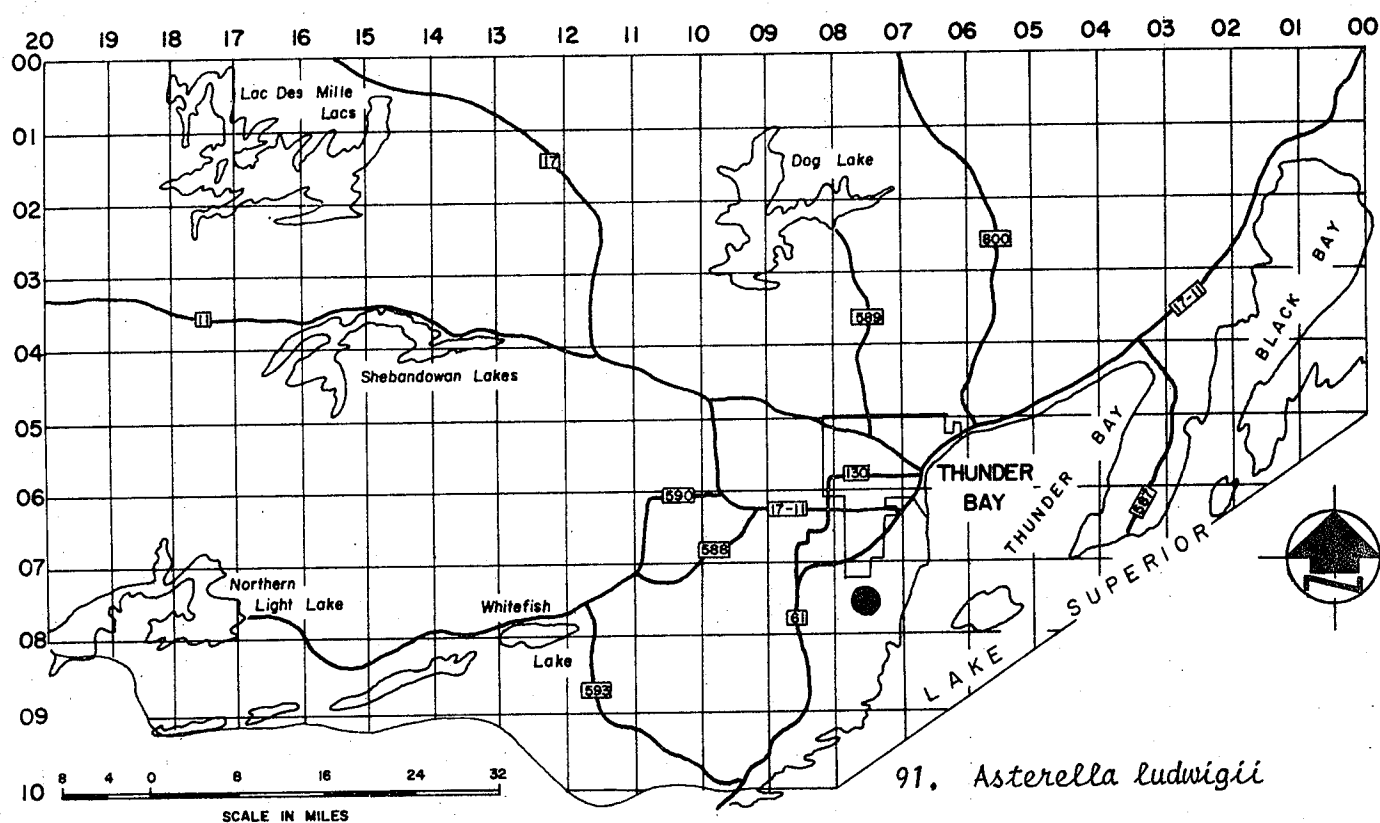 20 19 18 17 16 15 14 13 12 11 10 09 08 07 06 05 04 03 02 01 00
00
Lac Des Mille
Lacs
01
17
Dog Lake
02
800
BLACK BAY
03
17-11
11
589
04
Shebandowan Lakes
05
130
THUNDER
BAY
THUNDER BAY
06
590
17-11
587
588
07
Northern
Light Lake
Whitefish
Lake
61
LAKE SUPERIOR
N
08
593
09
91. Asterella ludwigii
10
8 4 0 8 16 24 32
SCALE IN MILES